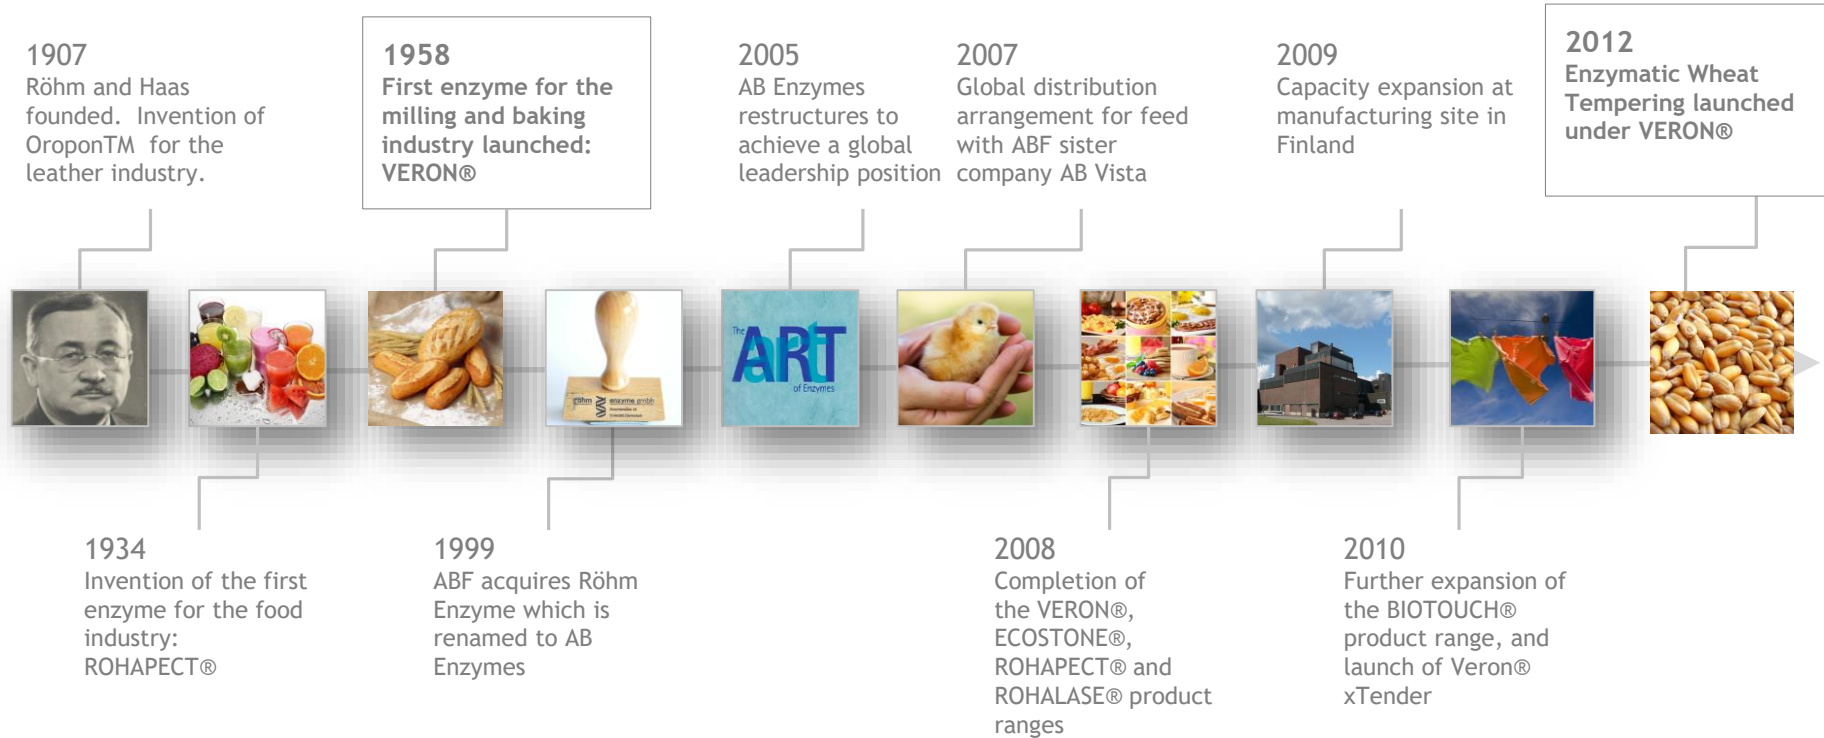 1907
Röhm and Haas
founded.  Invention of
OroponTM  for the
leather industry.
1958
First enzyme for the
milling and baking
industry launched:
VERON®
2005
AB Enzymes
restructures to
achieve a global
leadership position
2007
Global distribution
arrangement for feed
with ABF sister
company AB Vista
2009
Capacity expansion at
manufacturing site in
Finland
2012
Enzymatic Wheat
Tempering launched
under VERON®
röhm enzyme gmbh
The
ART
of Enzymes
1934
Invention of the first
enzyme for the food
industry:
ROHAPECT®
1999
ABF acquires Röhm
Enzyme which is
renamed to AB
Enzymes
2008
Completion of
the VERON®,
ECOSTONE®,
ROHAPECT® and
ROHALASE® product
ranges
2010
Further expansion of
the BIOTOUCH®
product range, and
launch of Veron®
xTender